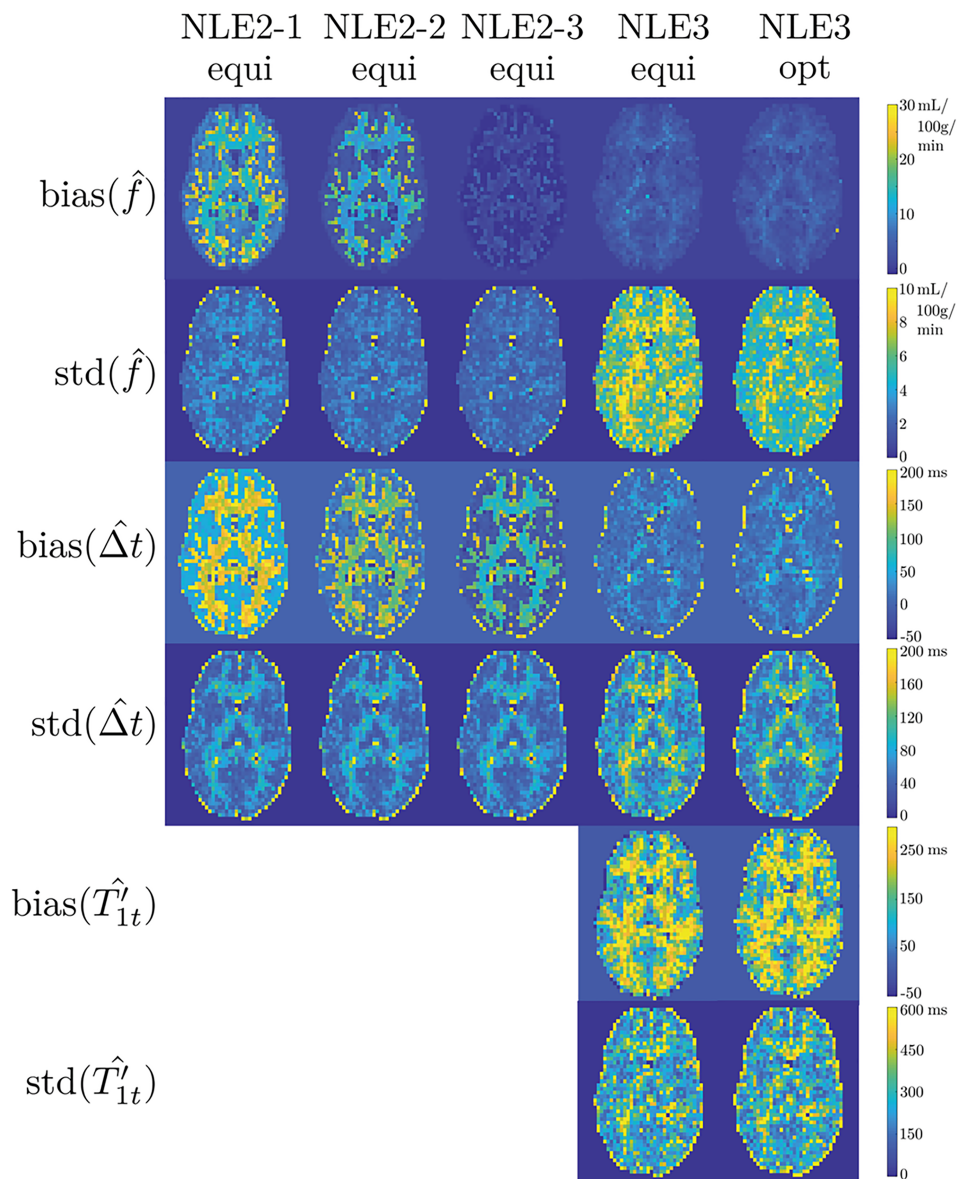 NLE2-1 NLE2-2 NLE2-3 NLE3 NLE3
equi equi equi equi opt
bias(f̂)
30 mL/
100g/
min
20
10
0
std(f̂)
10 mL/
100g/
min
8
6
4
2
0
bias(Δ̂t)
200 ms
150
100
50
0
-50
std(Δ̂t)
200 ms
160
120
80
40
0
bias(T̂′1t)
250 ms
150
50
-50
std(T̂′1t)
600 ms
450
300
150
0